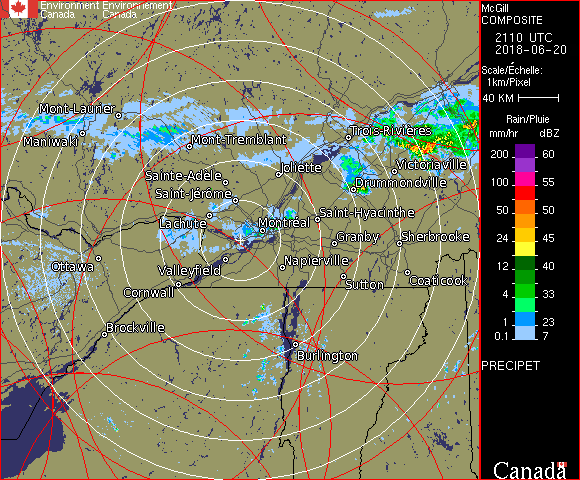 Environment Environnement
Canada Canada
McGill
COMPOSITE
2110 UTC
2018-06-20
Scale/Échelle:
1km/Pixel
40 KM
Rain/Pluie
mm/hr dBZ
200 60
100 55
50 50
24 45
12 40
4 33
1 23
0.1 7
PRECIPET
Canada
Mont-Laurier
Maniwaki
Mont-Tremblant
Trois-Rivières
Joliette
Victoriaville
Sainte-Adèle
Drummondville
Saint-Jérôme
Saint-Hyacinthe
Lachute
Montréal
Granby
Sherbrooke
Ottawa
Valleyfield
Napierville
Cornwall
Sutton
Coaticook
Brockville
Burlington